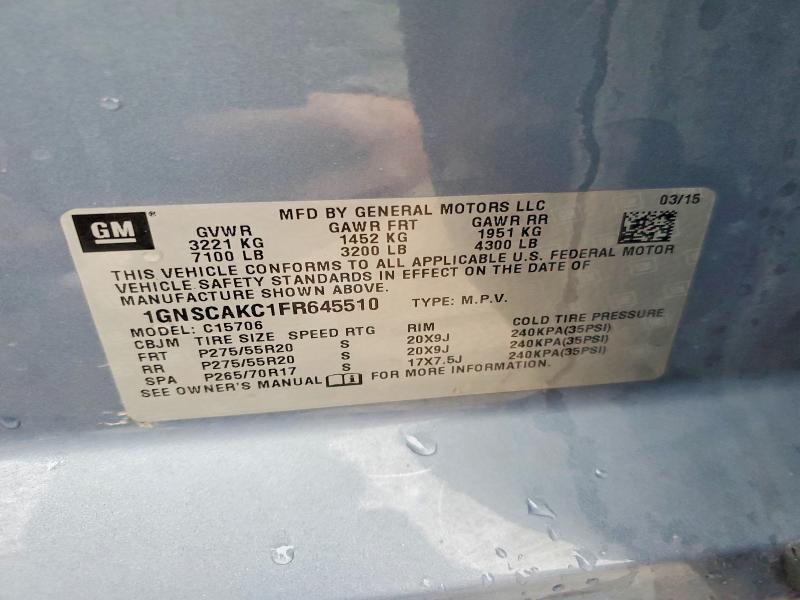 GM®
MFD BY GENERAL MOTORS LLC 03/15
GVWR GAWR FRT GAWR RR
3221 KG 1452 KG 1951 KG
7100 LB 3200 LB 4300 LB
THIS VEHICLE CONFORMS TO ALL APPLICABLE U.S. FEDERAL MOTOR
VEHICLE SAFETY STANDARDS IN EFFECT ON THE DATE OF
MANUFACTURE SHOWN ABOVE.
1GNSCAKC1FR645510 TYPE: M.P.V.
MODEL: C15706
CBJM TIRE SIZE SPEED RTG RIM COLD TIRE PRESSURE
FRT P275/55R20 S 20X9J 240KPA(35PSI)
RR P275/55R20 S 20X9J 240KPA(35PSI)
SPA P265/70R17 S 17X7.5J 240KPA(35PSI)
SEE OWNER'S MANUAL FOR MORE INFORMATION.